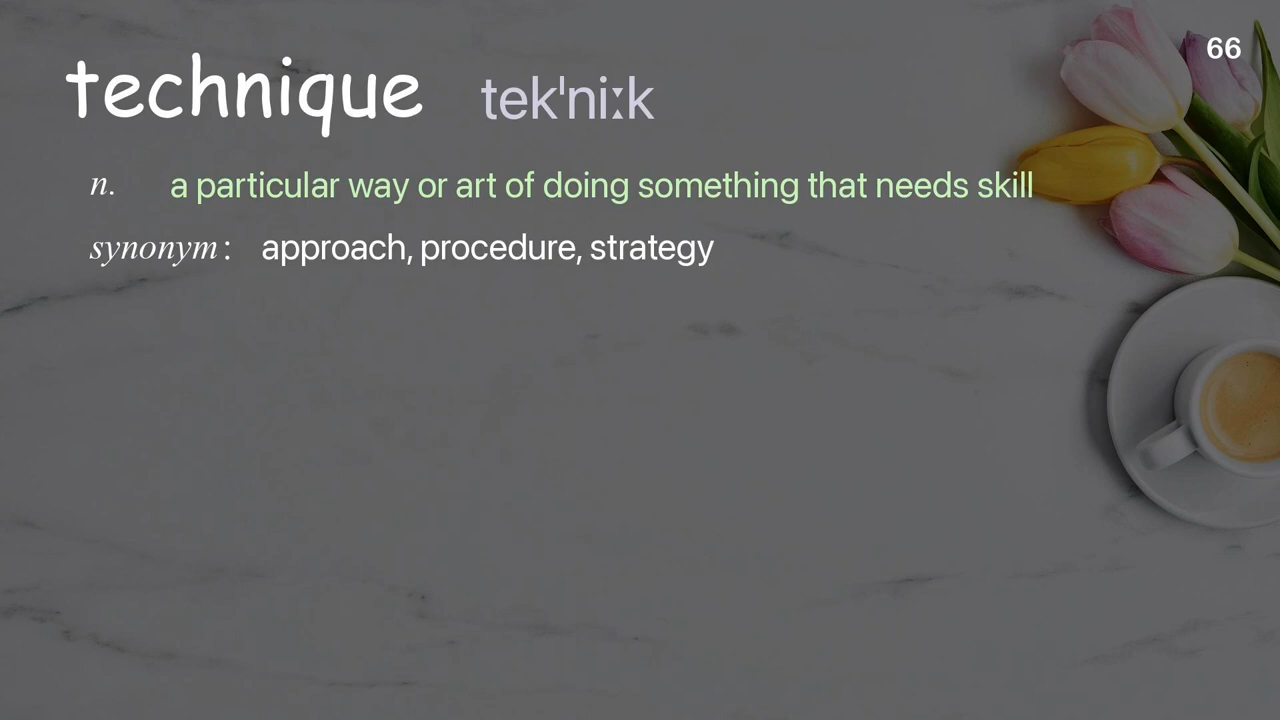 66
technique tekˈniːk
n. a particular way or art of doing something that needs skill
synonym: approach, procedure, strategy